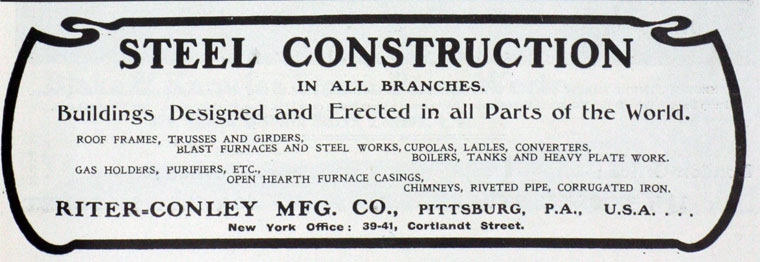 STEEL CONSTRUCTION
IN ALL BRANCHES.
Buildings Designed and Erected in all Parts of the World.
ROOF FRAMES, TRUSSES AND GIRDERS,
BLAST FURNACES AND STEEL WORKS, CUPOLAS, LADLES, CONVERTERS,
BOILERS, TANKS AND HEAVY PLATE WORK.
GAS HOLDERS, PURIFIERS, ETC.,
OPEN HEARTH FURNACE CASINGS,
CHIMNEYS, RIVETED PIPE, CORRUGATED IRON.
RITER=CONLEY MFG. CO., PITTSBURG, P.A., U.S.A. . . .
New York Office: 39-41, Cortlandt Street.